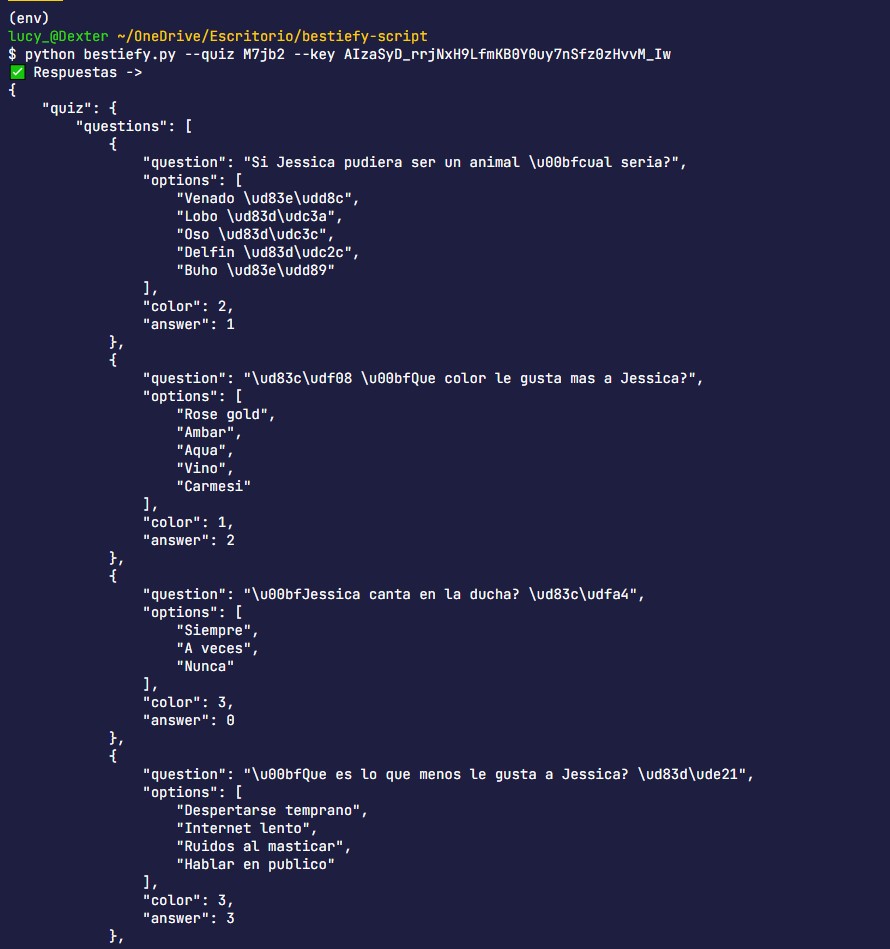 (env)
lucy_@Dexter ~/OneDrive/Escritorio/bestiefy-script
$ python bestiefy.py --quiz M7jb2 --key AIzaSyD_rrjNxH9LfmKB0Y0uy7nSfz0zHvvM_Iw
✅ Respuestas ->
{
    "quiz": {
        "questions": [
            {
                "question": "Si Jessica pudiera ser un animal \u00bfcual seria?",
                "options": [
                    "Venado \ud83e\udd8c",
                    "Lobo \ud83d\udc3a",
                    "Oso \ud83d\udc3c",
                    "Delfin \ud83d\udc2c",
                    "Buho \ud83e\udd89"
                ],
                "color": 2,
                "answer": 1
            },
            {
                "question": "\ud83c\udf08 \u00bfQue color le gusta mas a Jessica?",
                "options": [
                    "Rose gold",
                    "Ambar",
                    "Aqua",
                    "Vino",
                    "Carmesi"
                ],
                "color": 1,
                "answer": 2
            },
            {
                "question": "\u00bfJessica canta en la ducha? \ud83c\udfa4",
                "options": [
                    "Siempre",
                    "A veces",
                    "Nunca"
                ],
                "color": 3,
                "answer": 0
            },
            {
                "question": "\u00bfQue es lo que menos le gusta a Jessica? \ud83d\ude21",
                "options": [
                    "Despertarse temprano",
                    "Internet lento",
                    "Ruidos al masticar",
                    "Hablar en publico"
                ],
                "color": 3,
                "answer": 3
            },